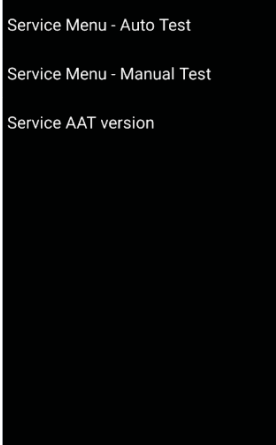 Service Menu - Auto Test
Service Menu - Manual Test
Service AAT version